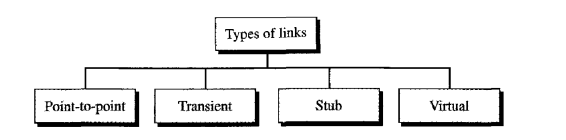 Types of links
Point-to-point
Transient
Stub
Virtual